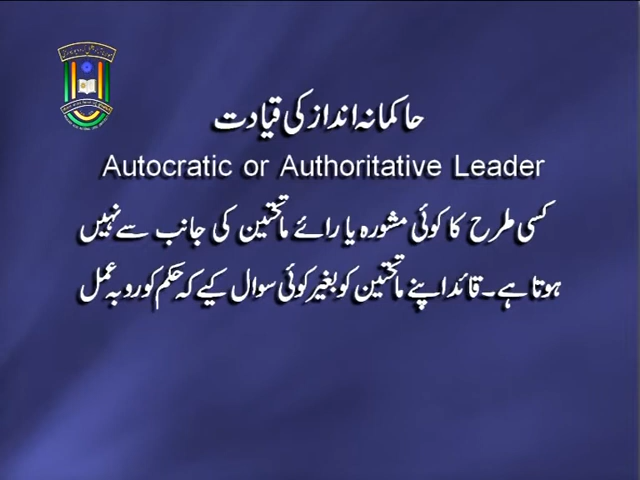 حاکمانہ انداز کی قیادت
Autocratic or Authoritative Leader
کسی طرح کا کوئی مشورہ یا رائے ماتحتین کی جانب سے نہیں
ہوتا ہے۔ قائد اپنے ماتحتین کو بغیر کوئی سوال کیے کہ حکم کو روبہ عمل